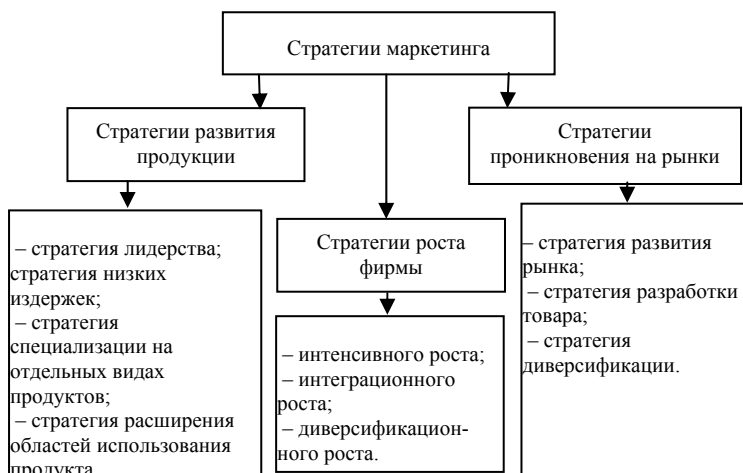 Стратегии маркетинга
Стратегии развития
продукции
Стратегии
проникновения на рынки
– стратегия лидерства;
стратегия низких
издержек;
– стратегия
специализации на
отдельных видах
продуктов;
– стратегия расширения
областей использования
продукта
Стратегии роста
фирмы
– интенсивного роста;
– интеграционного
роста;
– диверсификацион-
ного роста.
– стратегия развития
рынка;
– стратегия разработки
товара;
– стратегия
диверсификации.